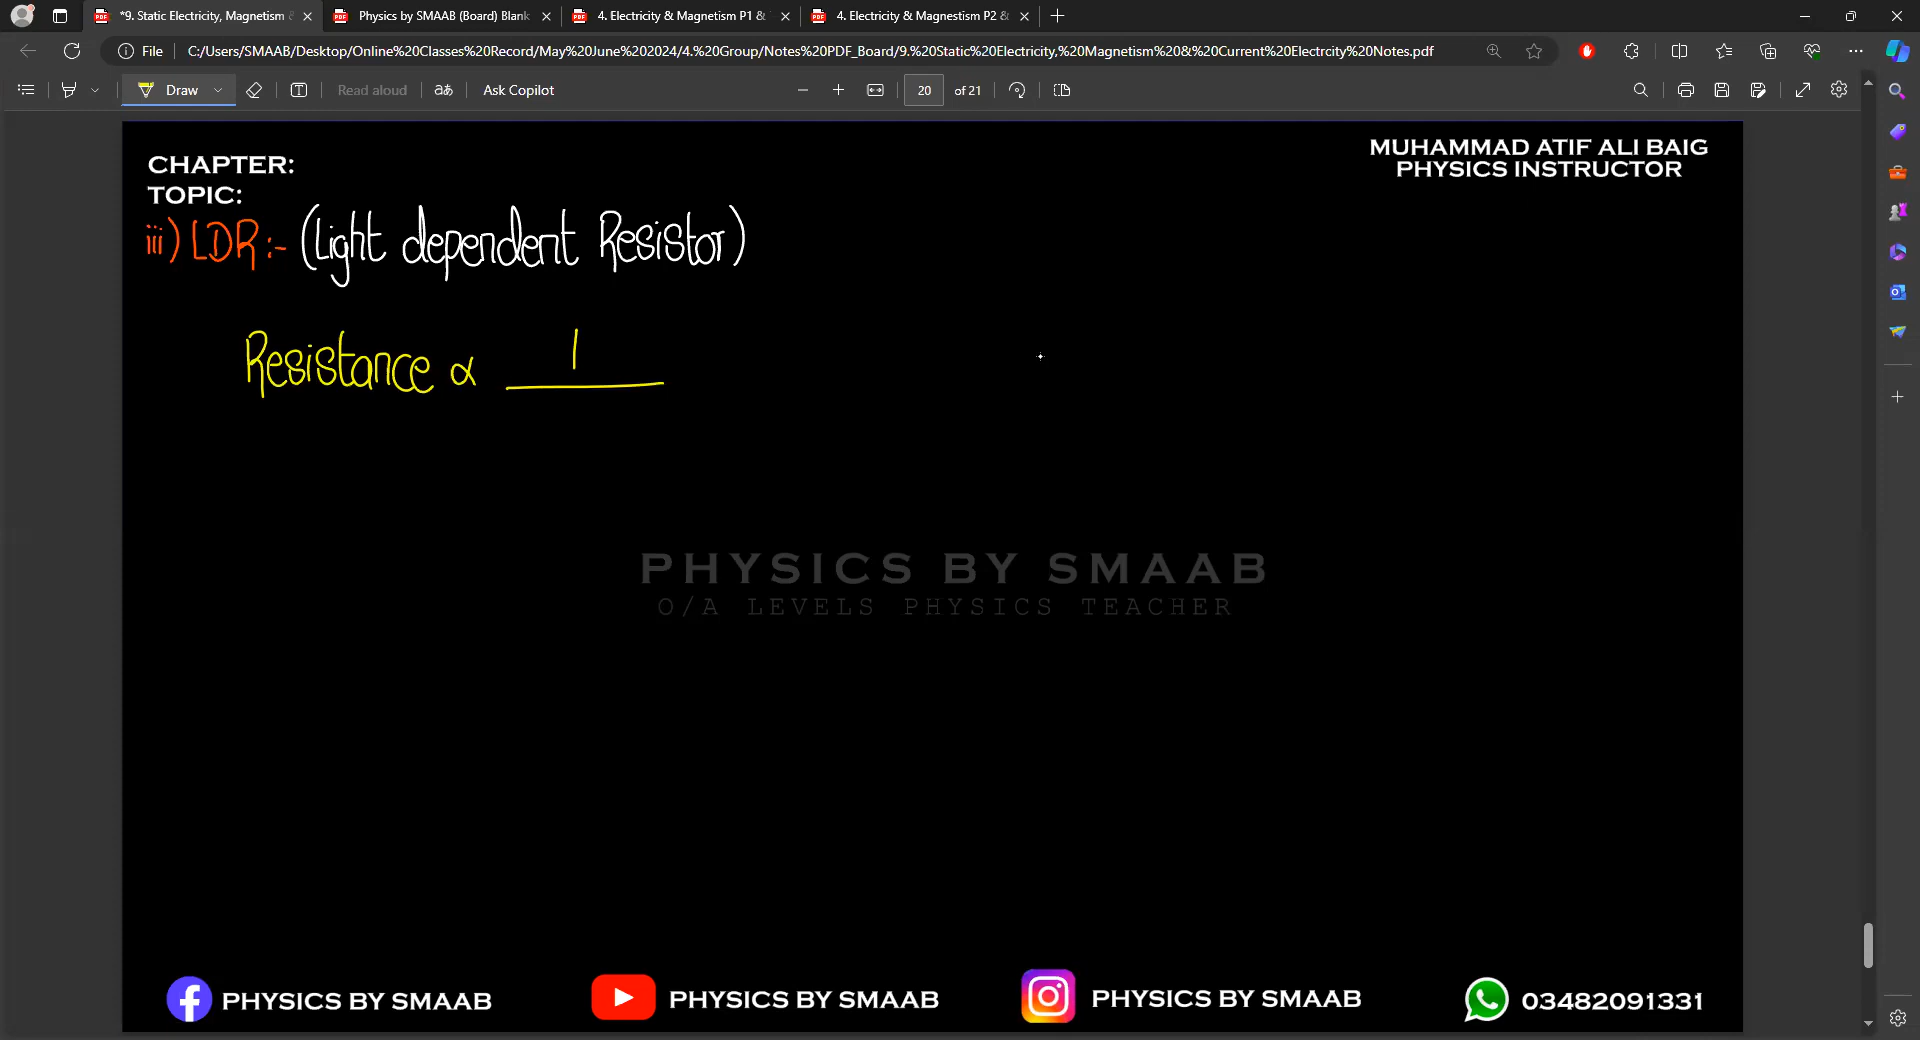 *9. Static Electricity, Magnetism &
Physics by SMAAB (Board) Blank
4. Electricity & Magnetism P1 &
4. Electricity & Magnestism P2 &
File
C:/Users/SMAAB/Desktop/Online%20Classes%20Record/May%20June%202024/4.%20Group/Notes%20PDF_Board/9.%20Static%20Electricity,%20Magnetism%20&%20Current%20Electrcity%20Notes.pdf
Draw
Read aloud
aあ
Ask Copilot
20 of 21
CHAPTER:
TOPIC:
MUHAMMAD ATIF ALI BAIG
PHYSICS INSTRUCTOR
iii) LDR:- (Light dependent Resistor)
Resistance ∝ 1
PHYSICS BY SMAAB
O/A LEVELS PHYSICS TEACHER
PHYSICS BY SMAAB
PHYSICS BY SMAAB
PHYSICS BY SMAAB
03482091331